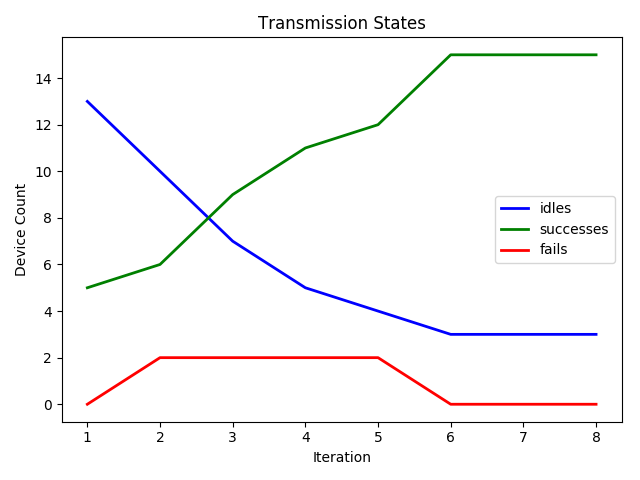 Transmission States
Device Count
14
12
10
8
6
4
2
0
idles
successes
fails
1 2 3 4 5 6 7 8
Iteration